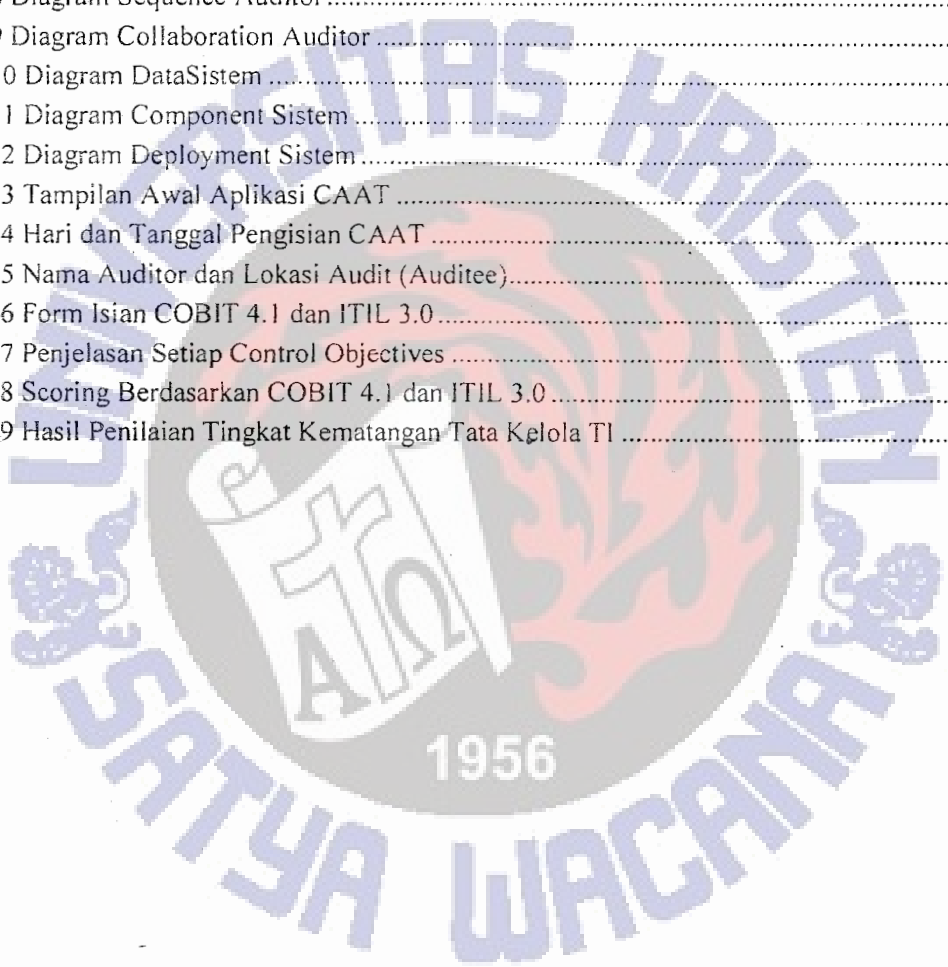 Diagram Sequence Auditor ..........
9 Diagram Collaboration Auditor ..........
0 Diagram DataSistem ..........
1 Diagram Component Sistem ..........
2 Diagram Deployment Sistem ..........
3 Tampilan Awal Aplikasi CAAT ..........
4 Hari dan Tanggal Pengisian CAAT ..........
5 Nama Auditor dan Lokasi Audit (Auditee) ..........
6 Form Isian COBIT 4.1 dan ITIL 3.0 ..........
7 Penjelasan Setiap Control Objectives ..........
8 Scoring Berdasarkan COBIT 4.1 dan ITIL 3.0 ..........
9 Hasil Penilaian Tingkat Kematangan Tata Kelola TI ..........
UNIVERSITAS KRISTEN
Α Ω
1956
SATYA WACANA